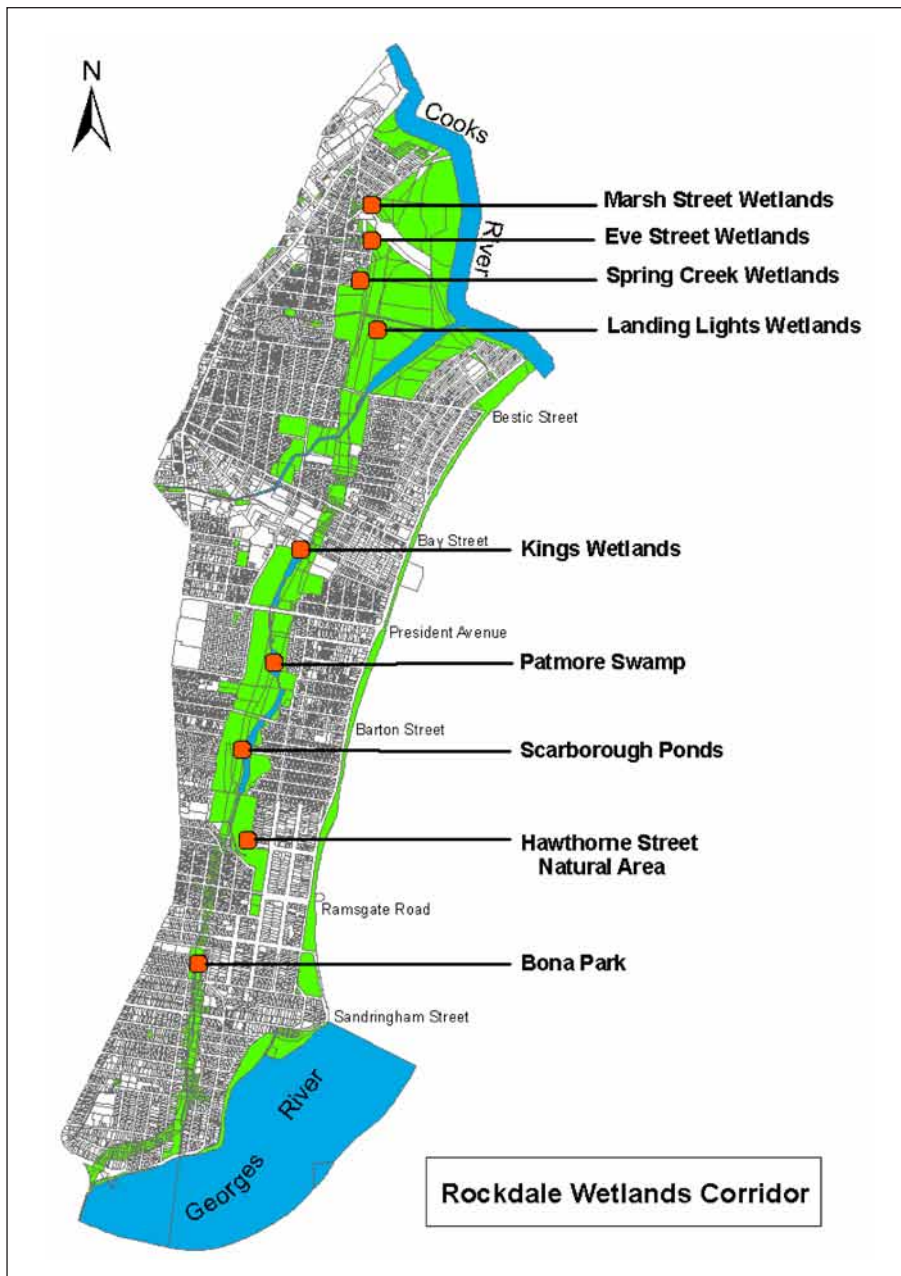 N
Cooks
River
Marsh Street Wetlands
Eve Street Wetlands
Spring Creek Wetlands
Landing Lights Wetlands
Bestic Street
Bay Street
Kings Wetlands
President Avenue
Patmore Swamp
Barton Street
Scarborough Ponds
Hawthorne Street
Natural Area
Ramsgate Road
Bona Park
Sandringham Street
Georges River
Rockdale Wetlands Corridor